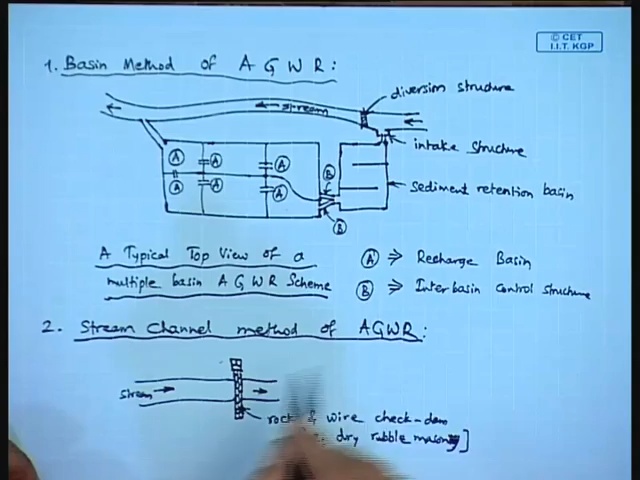 © CET
I.I.T. KGP
1. Basin Method of A G W R:
diversion structure
stream
intake structure
A A A B
A A A
sediment retention basin
B
A Typical Top View of a
multiple basin A G W R Scheme
A ⇒ Recharge Basin
B ⇒ Interbasin Control Structure
2. Stream Channel method of AGWR:
stream
rock & wire check-dam
dry rubble masonry]